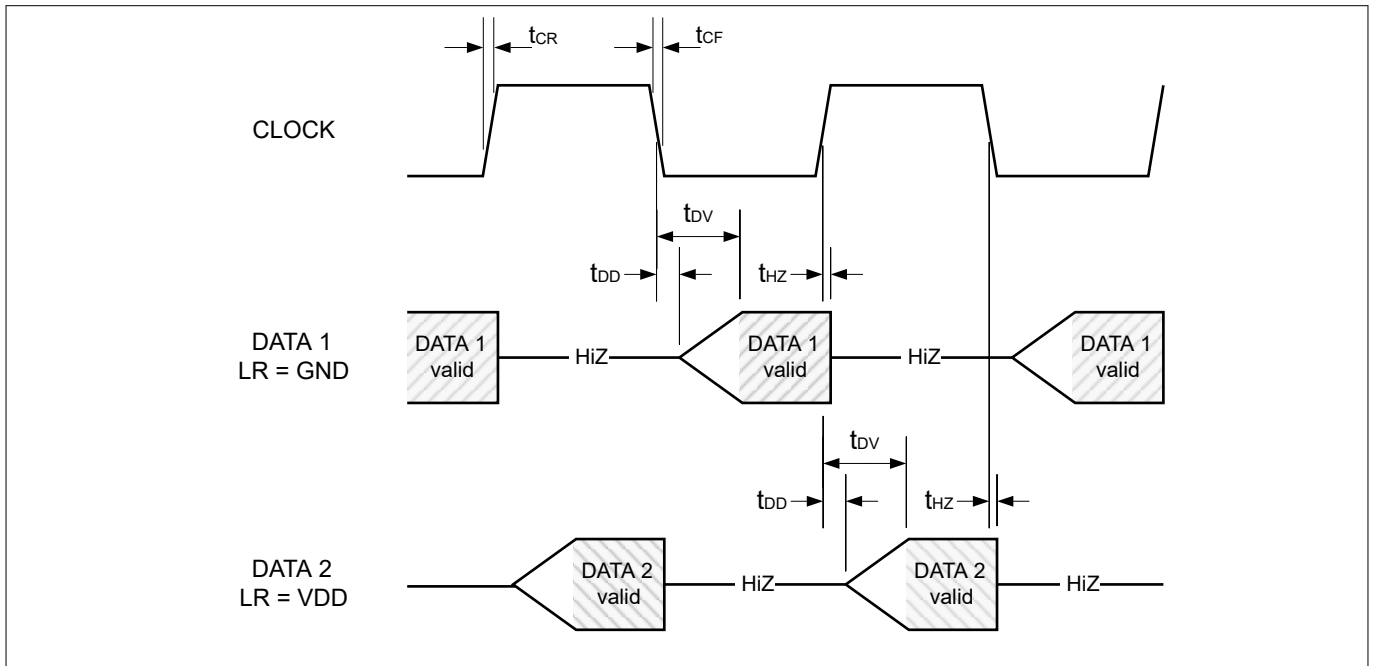 tCR
tCF
CLOCK
tDV
tDD
tHZ
DATA 1
LR = GND
DATA 1
valid
HiZ
DATA 1
valid
HiZ
DATA 1
valid
tDV
tDD
tHZ
DATA 2
LR = VDD
DATA 2
valid
HiZ
DATA 2
valid
HiZ